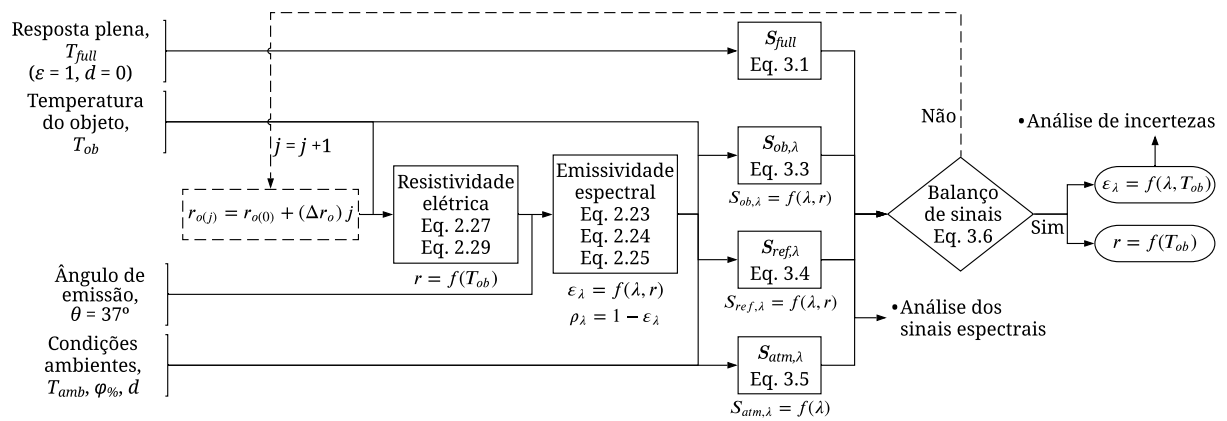 Resposta plena,
T_full
(ε = 1, d = 0)
Temperatura
do objeto,
T_ob
j = j +1
r_o(j) = r_o(0) + (Δr_o) j
Ângulo de
emissão,
θ = 37º
Condições
ambientes,
T_amb, φ_%, d
Resistividade
elétrica
Eq. 2.27
Eq. 2.29
r = f(T_ob)
Emissividade
espectral
Eq. 2.23
Eq. 2.24
Eq. 2.25
ε_λ = f(λ, r)
ρ_λ = 1 − ε_λ
S_full
Eq. 3.1
S_ob,λ
Eq. 3.3
S_ob,λ = f(λ, r)
S_ref,λ
Eq. 3.4
S_ref,λ = f(λ, r)
S_atm,λ
Eq. 3.5
S_atm,λ = f(λ)
Não
Balanço
de sinais
Eq. 3.6
Sim
•Análise de incertezas
ε_λ = f(λ, T_ob)
r = f(T_ob)
•Análise dos
sinais espectrais